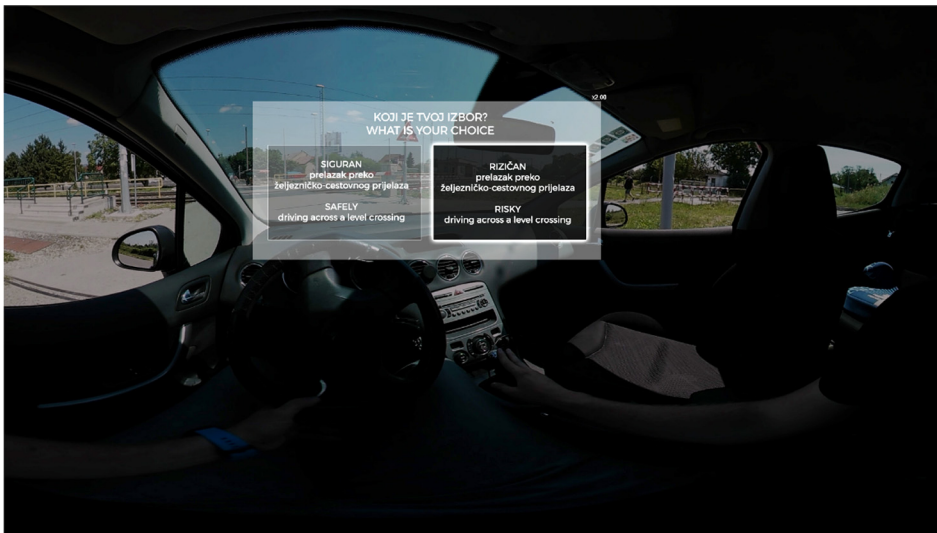 x2.00
KOJI JE TVOJ IZBOR?
WHAT IS YOUR CHOICE
SIGURAN
prelazak preko
željezničko-cestovnog prijelaza
SAFELY
driving across a level crossing
RIZIČAN
prelazak preko
željezničko-cestovnog prijelaza
RISKY
driving across a level crossing